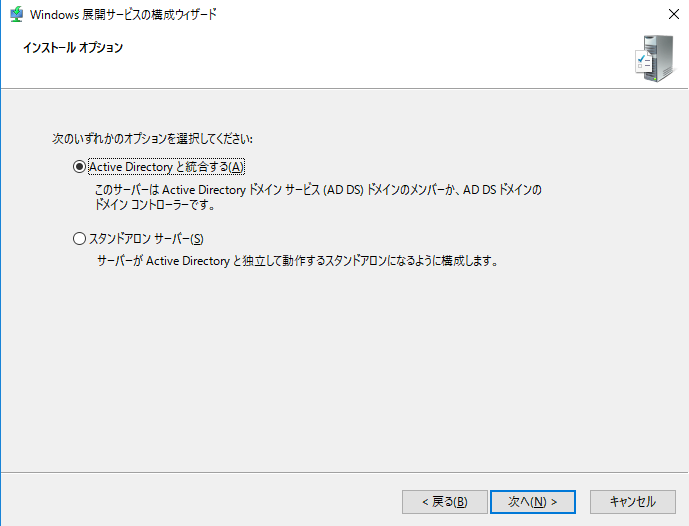 Windows 展開サービスの構成ウィザード
インストール オプション
次のいずれかのオプションを選択してください:
Active Directory と統合する(A)
このサーバーは Active Directory ドメイン サービス (AD DS) ドメインのメンバーか、AD DS ドメインの
ドメイン コントローラーです。
スタンドアロン サーバー(S)
サーバーが Active Directory と独立して動作するスタンドアロンになるように構成します。
< 戻る(B)
次へ(N) >
キャンセル